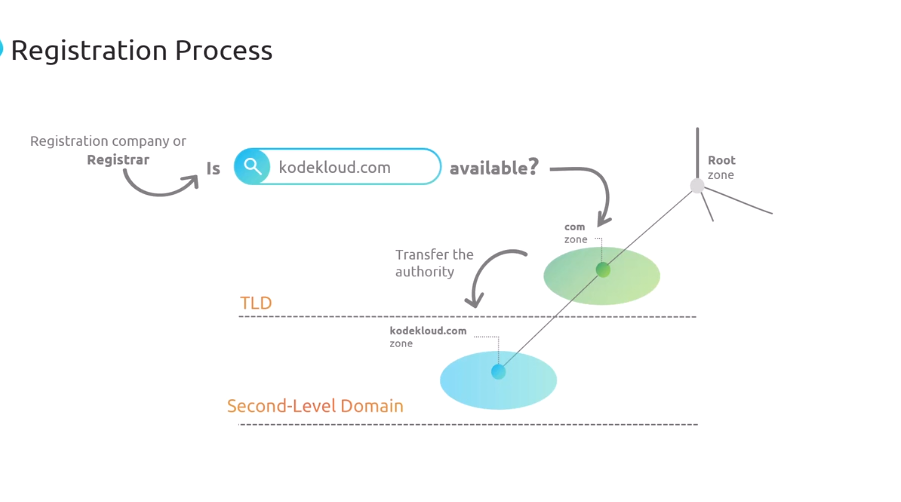 Registration Process
Registration company or
Registrar
Is kodekloud.com available?
Root
zone
com
zone
Transfer the
authority
TLD
kodekloud.com
zone
Second-Level Domain